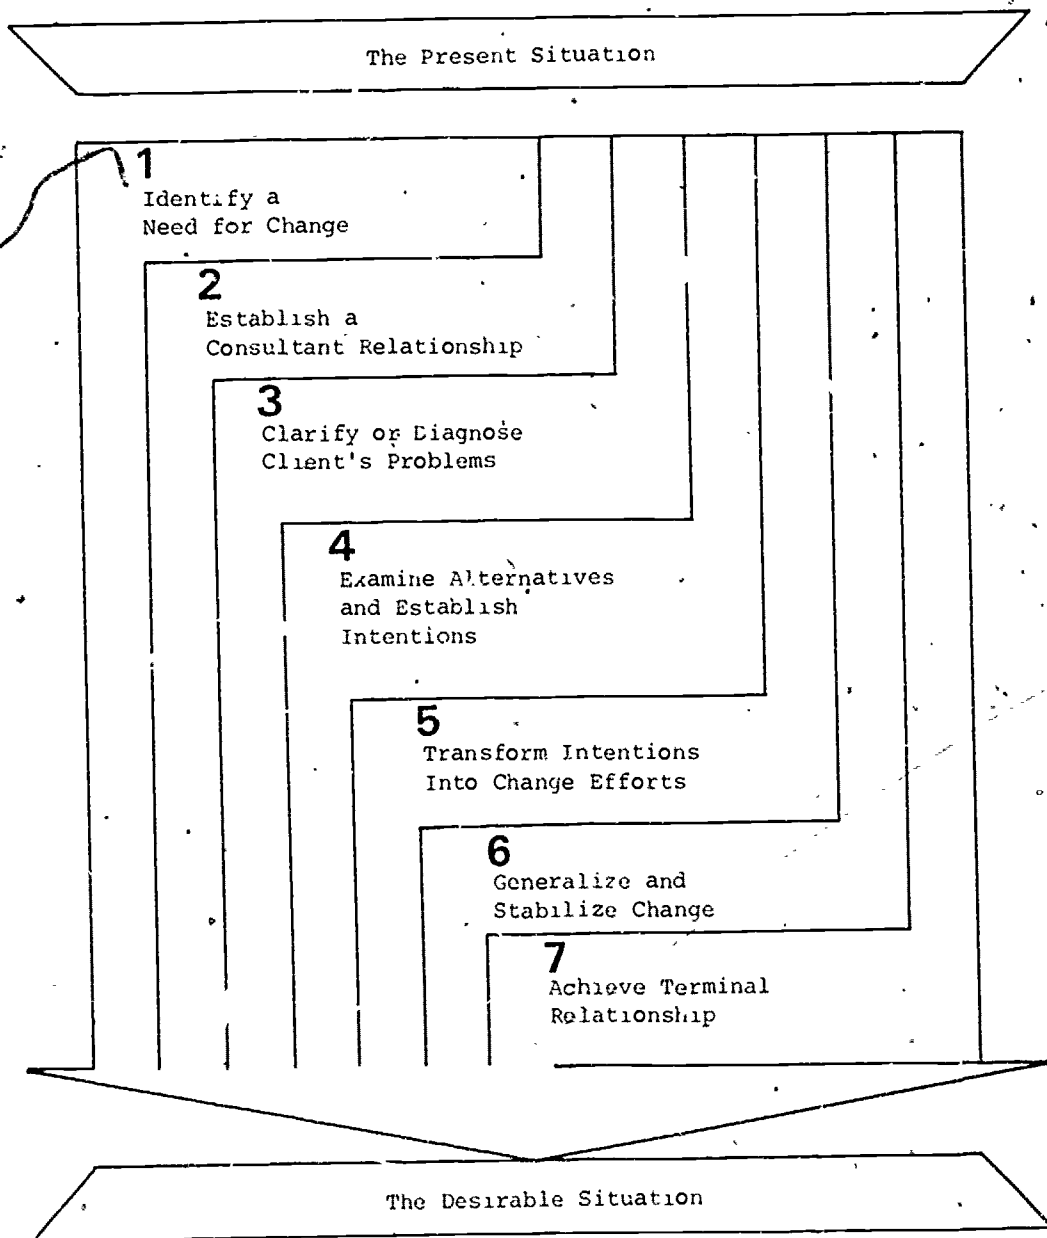 The Present Situation
1
Identify a
Need for Change
2
Establish a
Consultant Relationship
3
Clarify or Diagnose
Client's Problems
4
Examine Alternatives
and Establish
Intentions
5
Transform Intentions
Into Change Efforts
6
Generalize and
Stabilize Change
7
Achieve Terminal
Relationship
The Desirable Situation